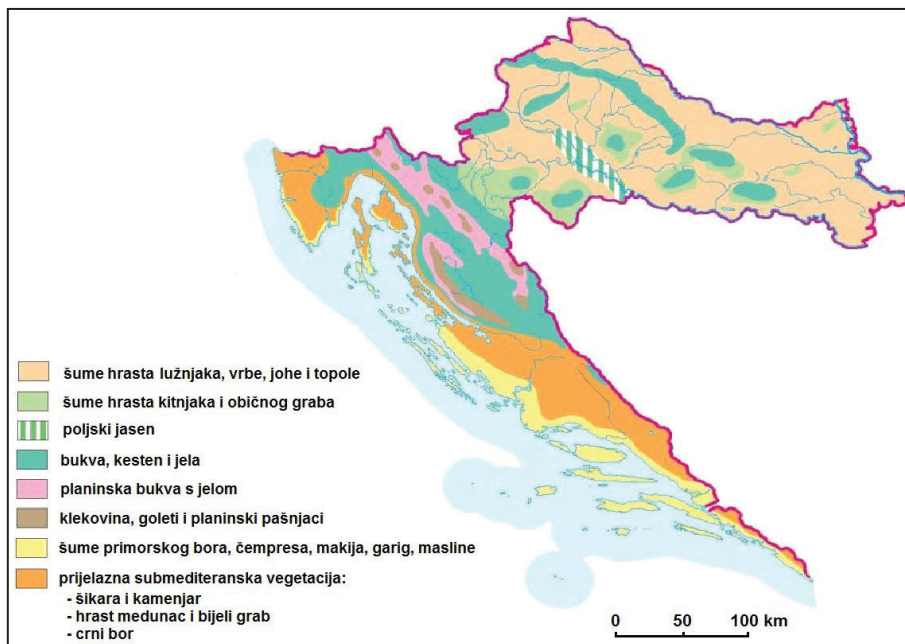 šume hrasta lužnjaka, vrbe, johe i topole
šume hrasta kitnjaka i običnog graba
poljski jasen
bukva, kesten i jela
planinska bukva s jelom
klekovina, goleti i planinski pašnjaci
šume primorskog bora, čempresa, makija, garig, masline
prijelazna submediteranska vegetacija:
- šikara i kamenjar
- hrast medunac i bijeli grab
- crni bor
0 50 100 km